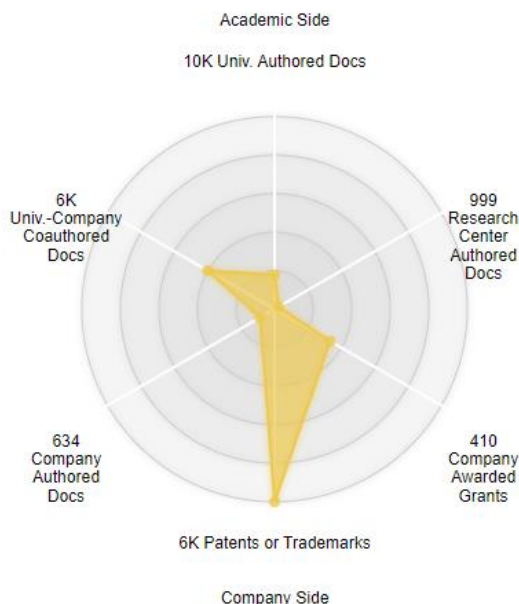 Academic Side
10K Univ. Authored Docs
6K
Univ.-Company
Coauthored
Docs
999
Research
Center
Authored
Docs
634
Company
Authored
Docs
410
Company
Awarded
Grants
6K Patents or Trademarks
Company Side